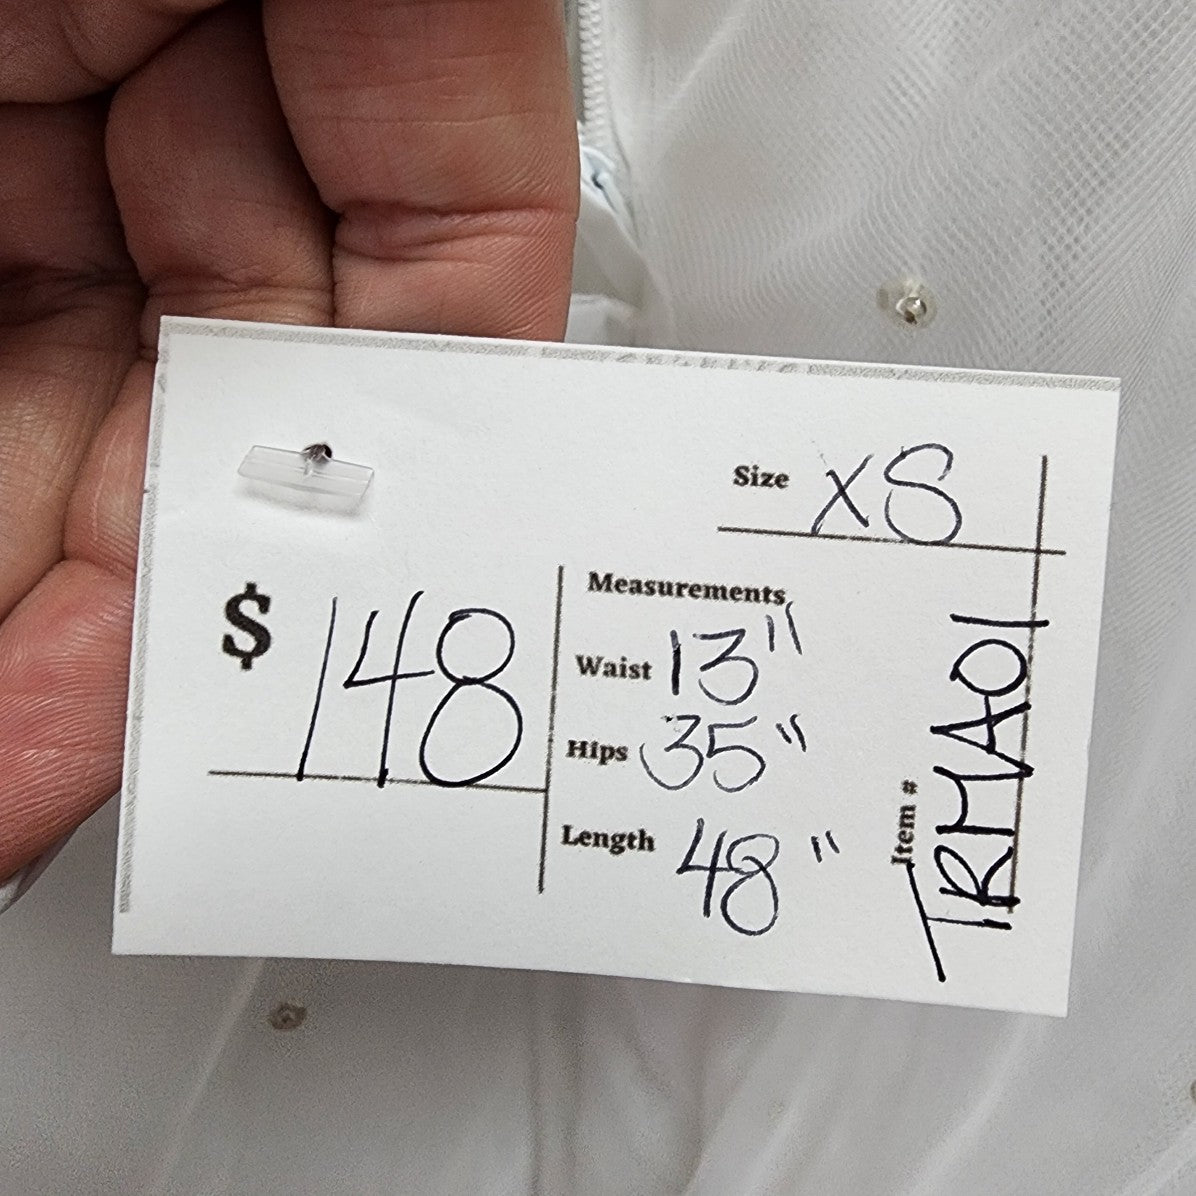 Size XS
$ 148
Measurements
Waist 13"
Hips 35"
Length 48"
Item # TRMA01